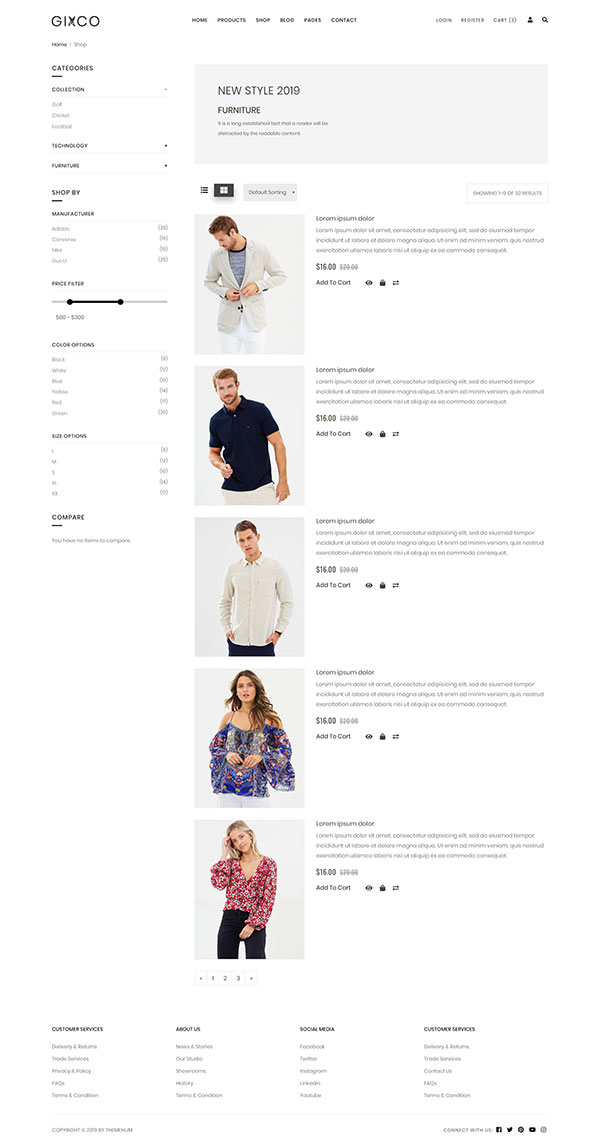 GIXCO
HOME PRODUCTS SHOP BLOG PAGES CONTACT
LOGIN REGISTER CART (3)
Home | Shop
CATEGORIES
COLLECTION −
Golf
Cricket
Football
TECHNOLOGY +
FURNITURE +
SHOP BY
MANUFACTURER
Adidas (20)
Converse (15)
Nike (10)
Gucci (25)
PRICE FILTER
$50 - $300
COLOR OPTIONS
Black (8)
White (12)
Blue (10)
Yellow (14)
Red (17)
Green (20)
SIZE OPTIONS
L (8)
M (12)
S (10)
XL (14)
XX (17)
COMPARE
You have no items to compare.
NEW STYLE 2019
FURNITURE
It is a long established fact that a reader will be
distracted by the readable content.
Default Sorting
SHOWING 1–9 OF 32 RESULTS
Lorem ipsum dolor
Lorem ipsum dolor sit amet, consectetur adipisicing elit, sed do eiusmod tempor
incididunt ut labore et dolore magna aliqua. Ut enim ad minim veniam, quis nostrud
exercitation ullamco laboris nisi ut aliquip ex ea commodo consequat.
$16.00 $20.00
Add To Cart
Lorem ipsum dolor
Lorem ipsum dolor sit amet, consectetur adipisicing elit, sed do eiusmod tempor
incididunt ut labore et dolore magna aliqua. Ut enim ad minim veniam, quis nostrud
exercitation ullamco laboris nisi ut aliquip ex ea commodo consequat.
$16.00 $20.00
Add To Cart
Lorem ipsum dolor
Lorem ipsum dolor sit amet, consectetur adipisicing elit, sed do eiusmod tempor
incididunt ut labore et dolore magna aliqua. Ut enim ad minim veniam, quis nostrud
exercitation ullamco laboris nisi ut aliquip ex ea commodo consequat.
$16.00 $20.00
Add To Cart
Lorem ipsum dolor
Lorem ipsum dolor sit amet, consectetur adipisicing elit, sed do eiusmod tempor
incididunt ut labore et dolore magna aliqua. Ut enim ad minim veniam, quis nostrud
exercitation ullamco laboris nisi ut aliquip ex ea commodo consequat.
$16.00 $20.00
Add To Cart
Lorem ipsum dolor
Lorem ipsum dolor sit amet, consectetur adipisicing elit, sed do eiusmod tempor
incididunt ut labore et dolore magna aliqua. Ut enim ad minim veniam, quis nostrud
exercitation ullamco laboris nisi ut aliquip ex ea commodo consequat.
$16.00 $20.00
Add To Cart
« 1 2 3 »
CUSTOMER SERVICES
Delivery & Returns
Trade Services
Privacy & Policy
FAQs
Terms & Condition
ABOUT US
News & Stories
Our Studio
Showrooms
History
Terms & Condition
SOCIAL MEDIA
Facebook
Twitter
Instagram
Linkedin
Youtube
CUSTOMER SERVICES
Delivery & Returns
Trade Services
Contact Us
FAQs
Terms & Condition
COPYRIGHT © 2019 BY THEMEHUM
CONNECT WITH US: